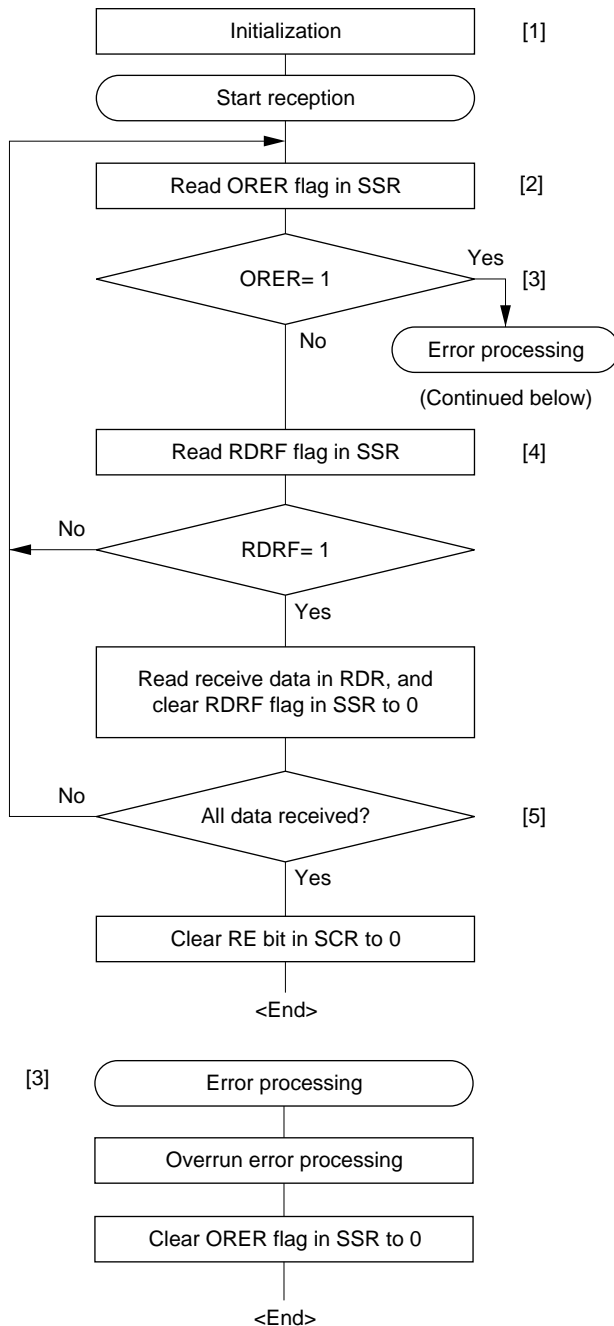 Initialization
[1]
Start reception
Read ORER flag in SSR
[2]
Yes
ORER= 1
[3]
No
Error processing
(Continued below)
Read RDRF flag in SSR
[4]
No
RDRF= 1
Yes
Read receive data in RDR, and
clear RDRF flag in SSR to 0
No
All data received?
[5]
Yes
Clear RE bit in SCR to 0
<End>
[3]
Error processing
Overrun error processing
Clear ORER flag in SSR to 0
<End>